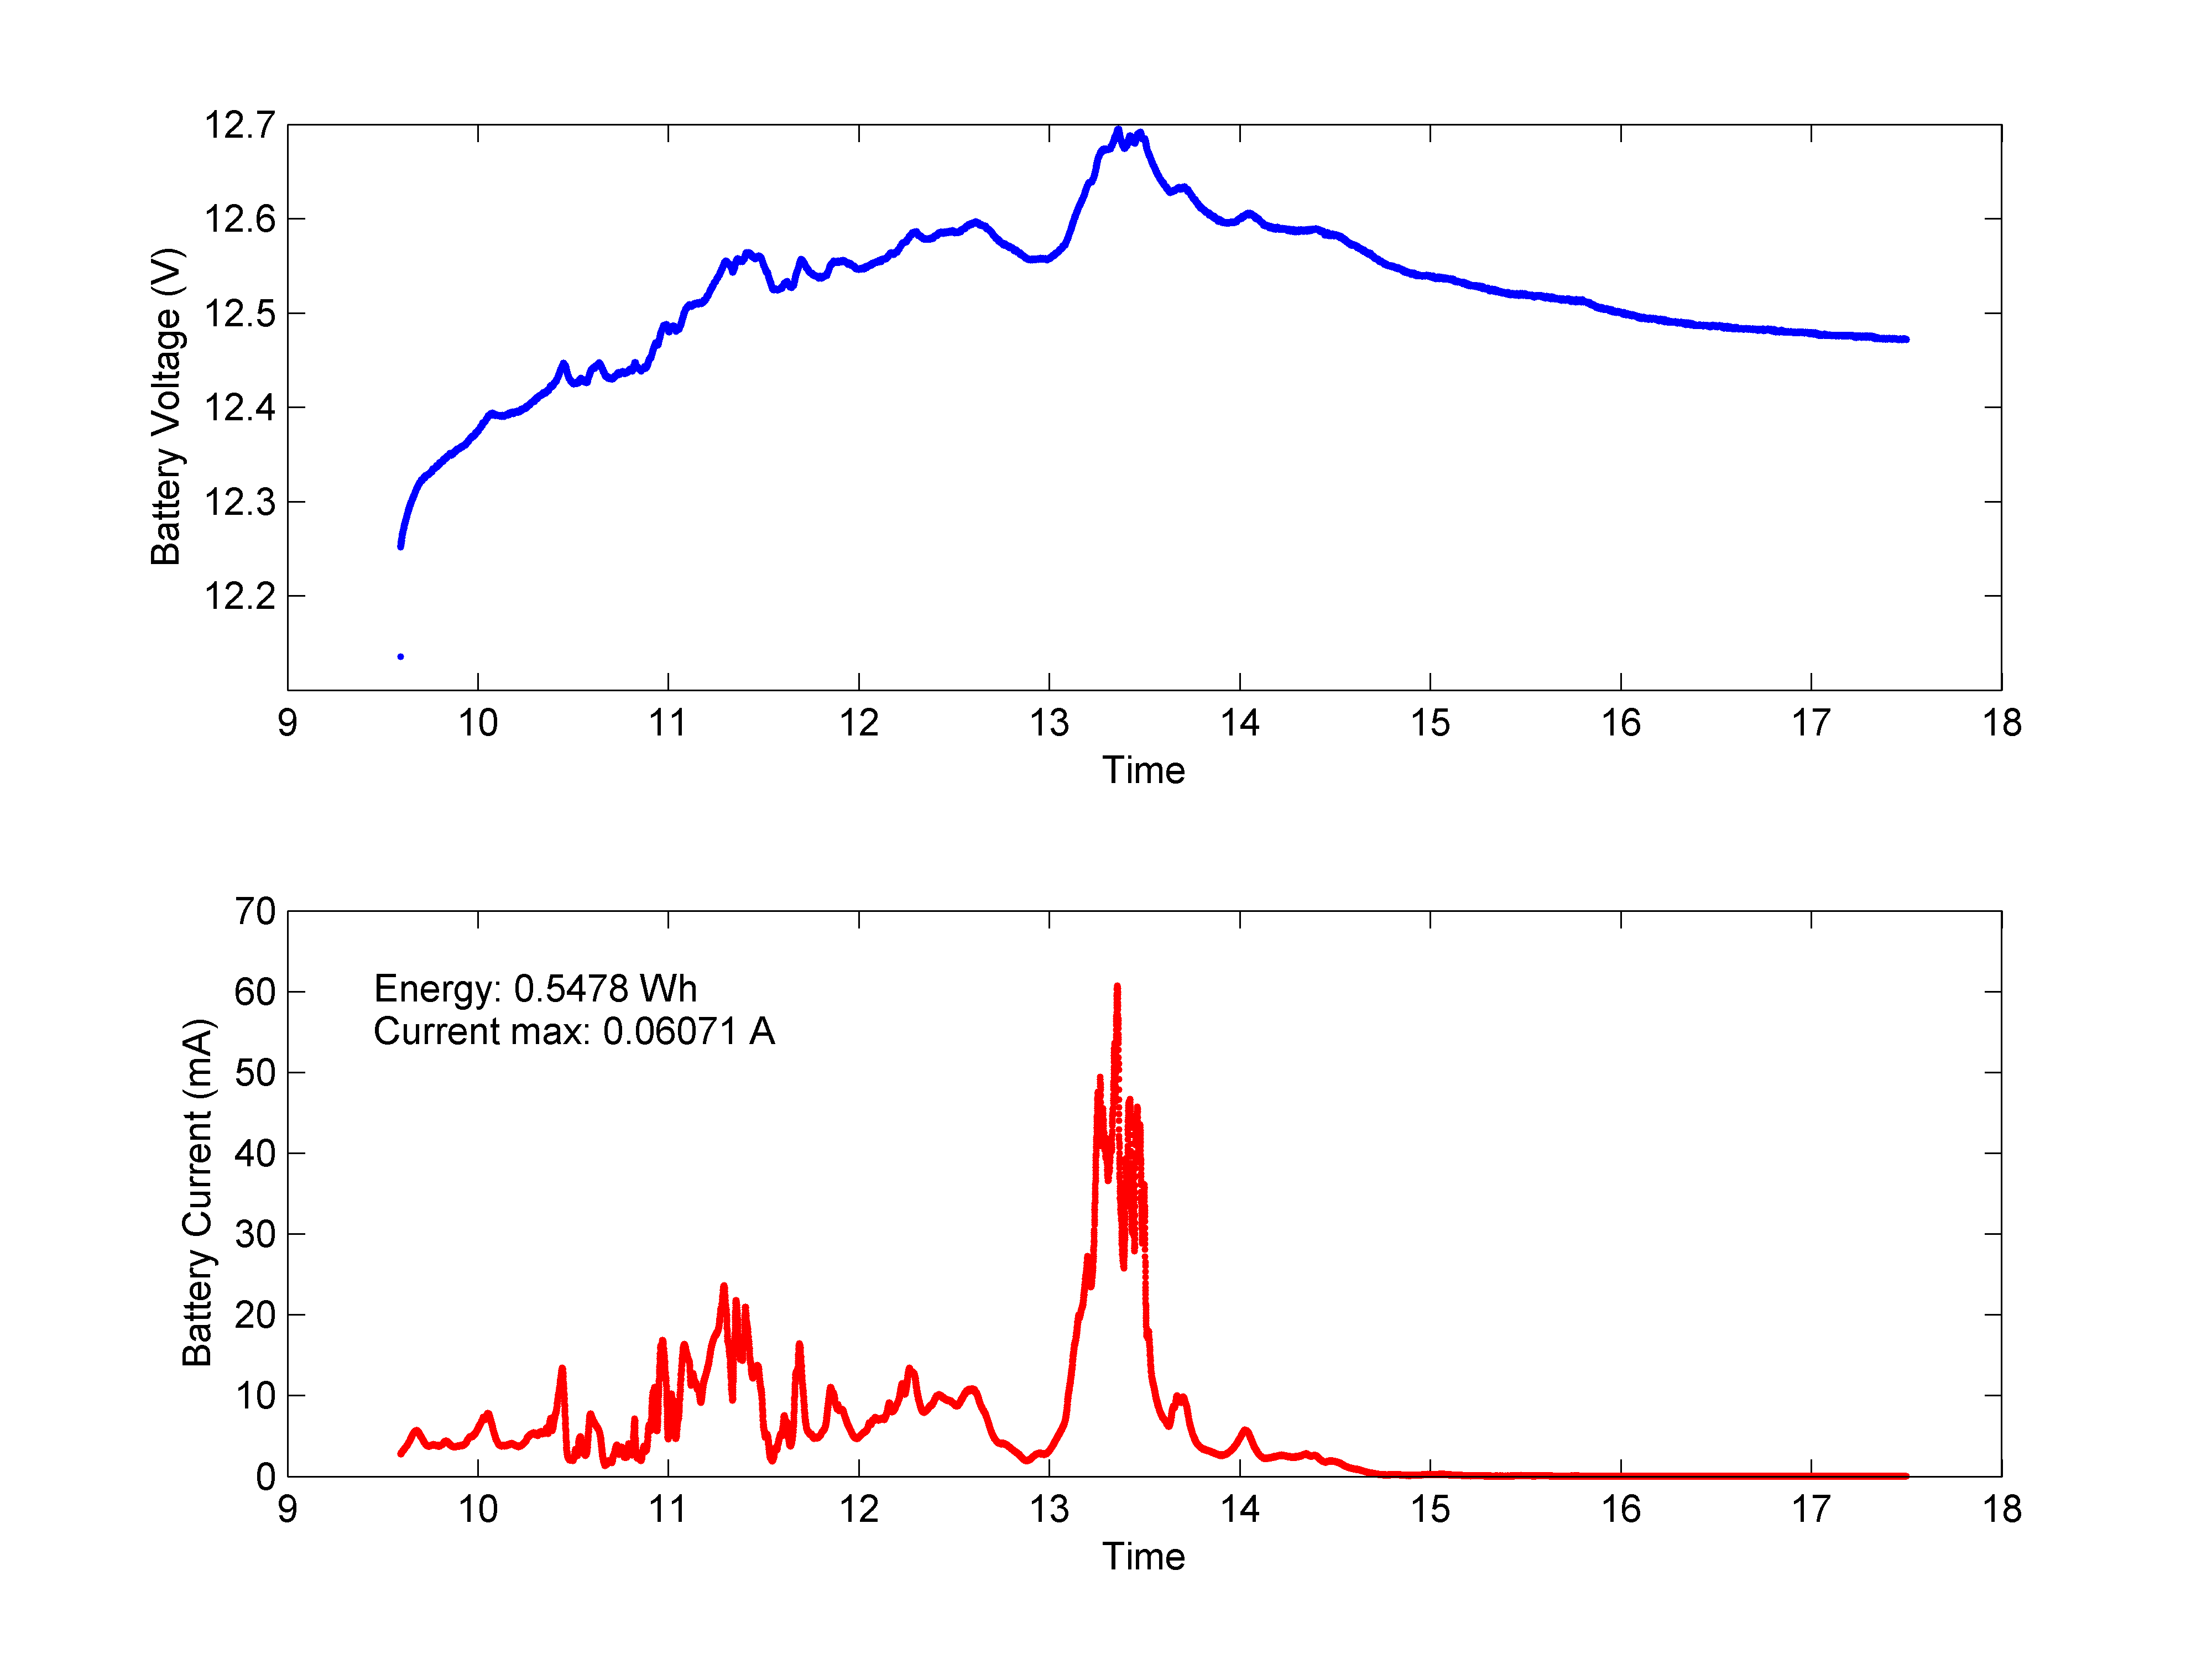 12.7
12.6
12.5
12.4
12.3
12.2
Battery Voltage (V)
9 10 11 12 13 14 15 16 17 18
Time
70
60
50
40
30
20
10
0
Battery Current (mA)
Energy: 0.5478 Wh
Current max: 0.06071 A
9 10 11 12 13 14 15 16 17 18
Time